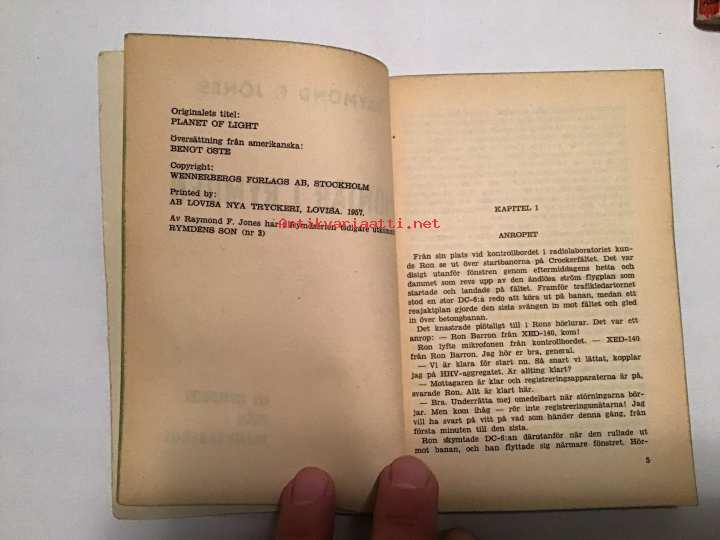 Originalets titel:
PLANET OF LIGHT
Översättning från amerikanska:
BENGT ÖSTE
Copyright:
WENNERBERGS FÖRLAGS AB, STOCKHOLM
Printed by:
AB LOVISA NYA TRYCKERI, LOVISA. 1957.
Av Raymond F. Jones har i Rymdserien tidigare
RYMDENS SON (nr 3)
Antikvariaatti.net
KAPITEL 1
ANROPET
Från sin plats vid kontrollbordet i radiolaboratoriet kun-
de Ron se ut över startbanorna på Crockerfältet. Det var
disigt utanför fönstren genom eftermiddagens hetta och
dammet som revs upp av den ändlösa ström flygplan som
startade och landade på fältet. Framför trafikledartornet
stod en stor DC-6:a redo att köra ut på banan, medan ett
reajaktplan gjorde den sista svängen in mot fältet och gled
in över betongbanan.
Det knastrade plötsligt till i Rons hörlurar. Det var ett
anrop: — Ron Barron från XED-140, kom!
Ron lyfte mikrofonen från kontrollbordet. — XED-140
från Ron Barron. Jag hör er bra, general.
— Vi är klara för start nu. Så snart vi lättat, kopplar
jag på HHV-aggregatet. Är allting klart?
— Mottagaren är klar och registreringsapparaterna är på,
svarade Ron. Allt är klart här.
— Bra. Underrätta mej omedelbart när störningarna bör-
jar. Men kom ihåg — rör inte registreringsmätarna! Jag
vill ha svart på vitt på vad som händer denna gång, från
första minuten till den sista.
Ron skymtade DC-6:an därutanför när den rullade ut
mot banan, och han flyttade sig närmare fönstret. Hör-
5